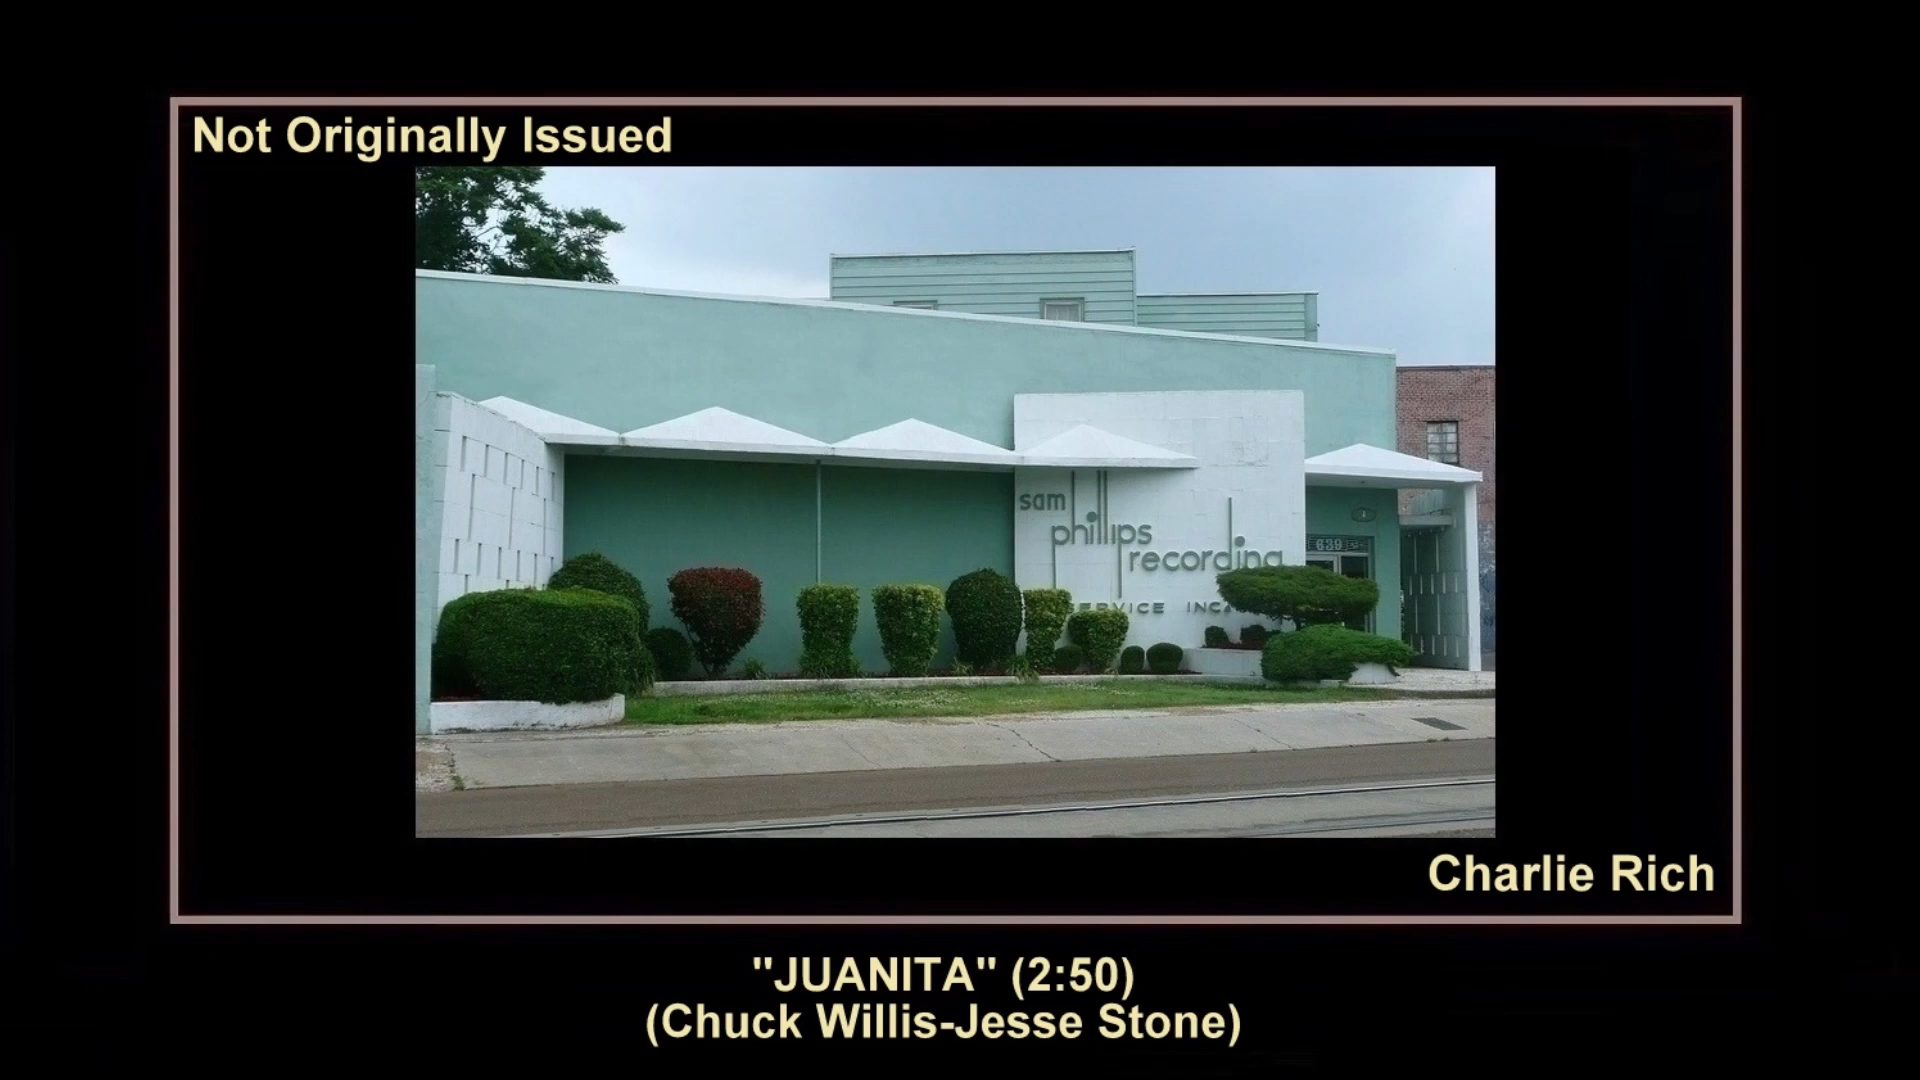 Not Originally Issued
sam
phillips
recording
639
SERVICE INC.
Charlie Rich
"JUANITA" (2:50)
(Chuck Willis-Jesse Stone)